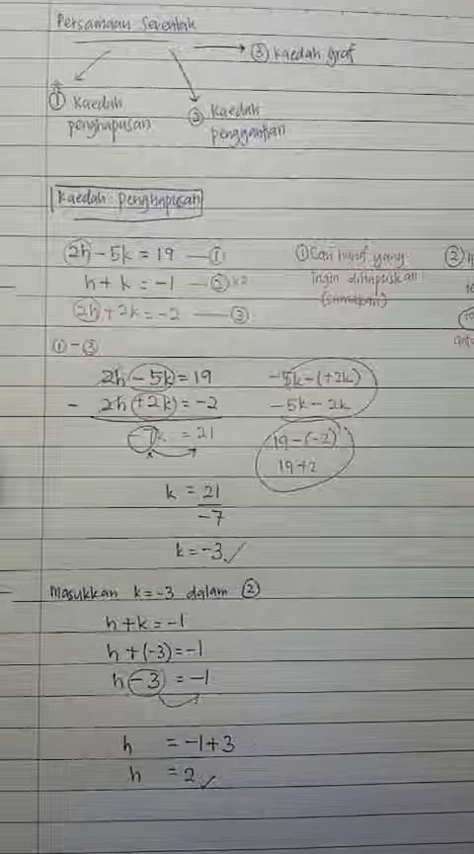 Persamaan Serentak
③ Kaedah Graf
① Kaedah
penghapusan
② Kaedah
penggantian
Kaedah Penghapusan
2h - 5k = 19 — ①
h + k = -1 — ② x2
2h + 2k = -2 — ③
① Cari huruf yang
ingin dihapuskan
(samakan)
②
① - ③
2h - 5k = 19
- 2h + 2k = -2
-7k = 21
-5k - (+2k)
-5k - 2k
19 - (-2)
19 + 2
k = 21
-7
k = -3 ✓
Masukkan k = -3 dalam ②
h + k = -1
h + (-3) = -1
h - 3 = -1
h = -1 + 3
h = 2 ✓